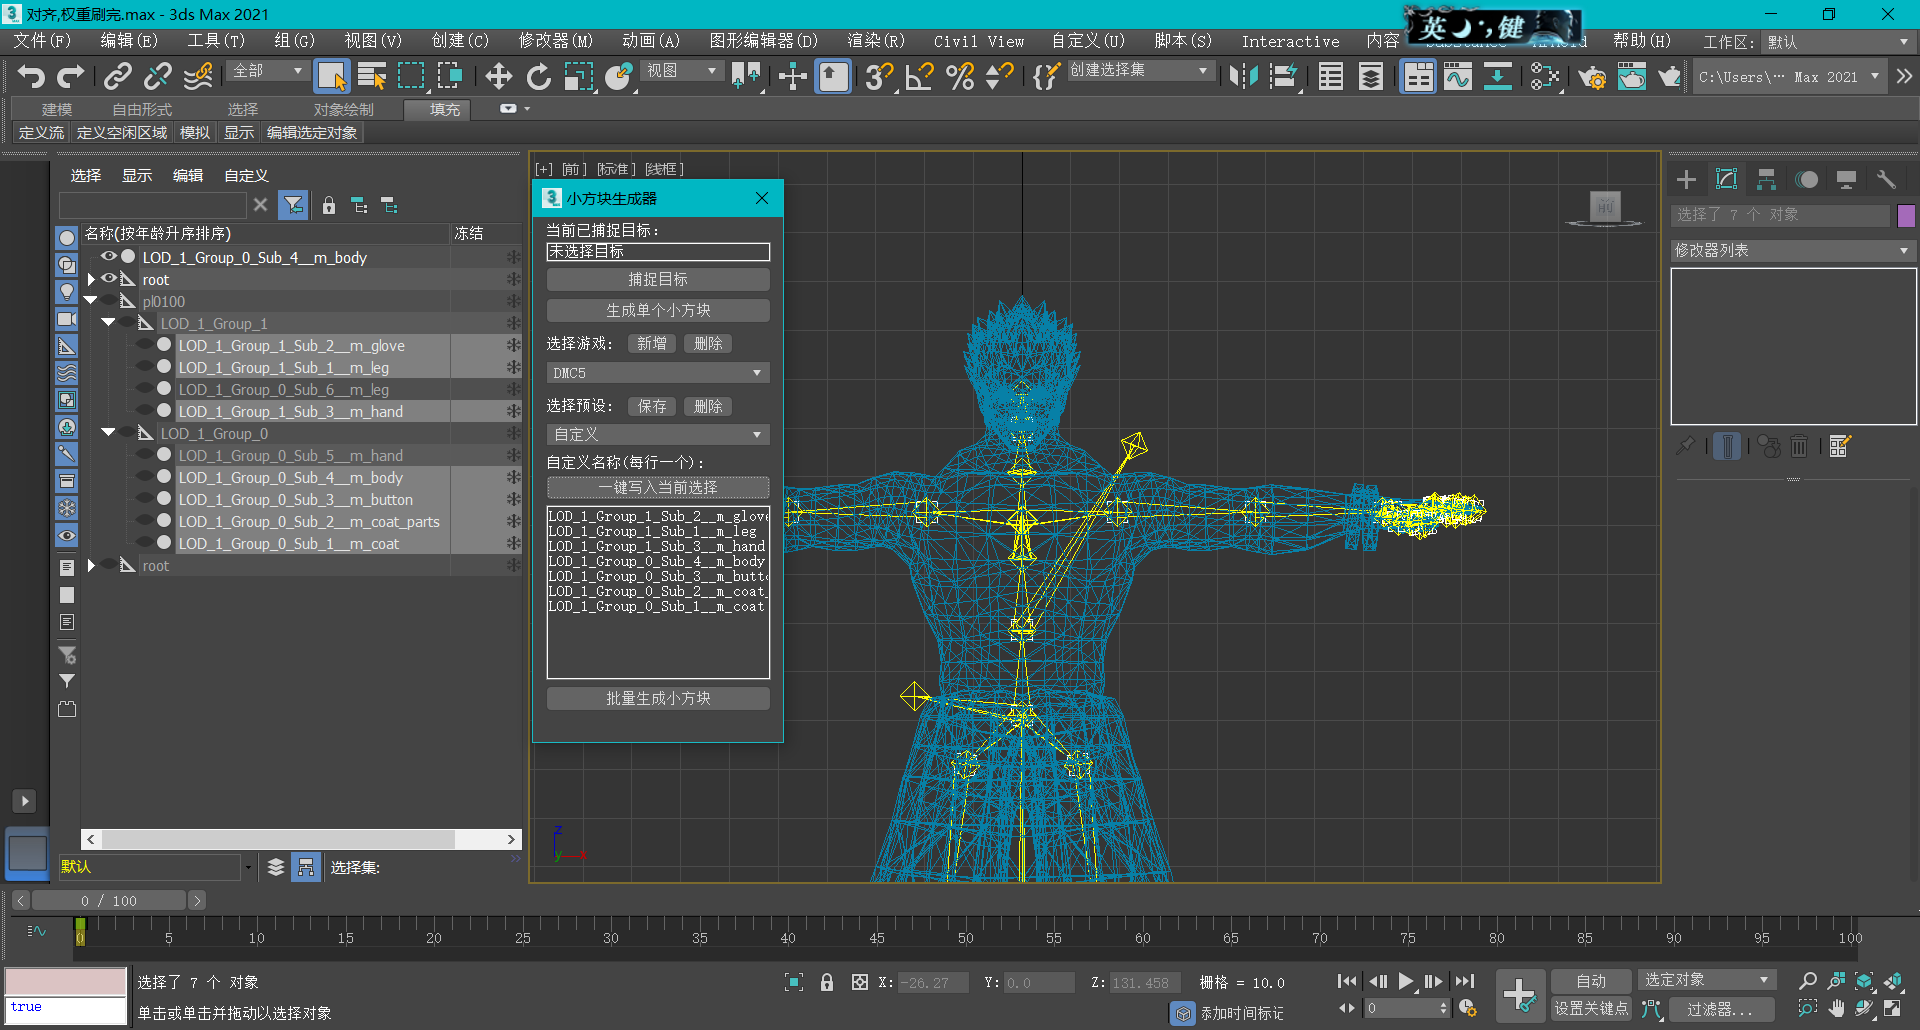 对齐,权重刷完.max - 3ds Max 2021
文件(F) 编辑(E) 工具(T) 组(G) 视图(V) 创建(C) 修改器(M) 动画(A) 图形编辑器(D) 渲染(R) Civil View 自定义(U) 脚本(S) Interactive 内容 帮助(H) 工作区: 默认
英 ;键
全部 视图 创建选择集 C:\Users\··· Max 2021
建模 自由形式 选择 对象绘制 填充
定义流 定义空闲区域 模拟 显示 编辑选定对象
选择 显示 编辑 自定义
名称(按年龄升序排序) 冻结
LOD_1_Group_0_Sub_4__m_body
root
pl0100
LOD_1_Group_1
LOD_1_Group_1_Sub_2__m_glove
LOD_1_Group_1_Sub_1__m_leg
LOD_1_Group_0_Sub_6__m_leg
LOD_1_Group_1_Sub_3__m_hand
LOD_1_Group_0
LOD_1_Group_0_Sub_5__m_hand
LOD_1_Group_0_Sub_4__m_body
LOD_1_Group_0_Sub_3__m_button
LOD_1_Group_0_Sub_2__m_coat_parts
LOD_1_Group_0_Sub_1__m_coat
root
默认 选择集:
[+] [前] [标准] [线框]
小方块生成器
当前已捕捉目标:
未选择目标
捕捉目标
生成单个小方块
选择游戏: 新增 删除
DMC5
选择预设: 保存 删除
自定义
自定义名称(每行一个):
一键写入当前选择
LOD_1_Group_1_Sub_2__m_glove
LOD_1_Group_1_Sub_1__m_leg
LOD_1_Group_1_Sub_3__m_hand
LOD_1_Group_0_Sub_4__m_body
LOD_1_Group_0_Sub_3__m_butto
LOD_1_Group_0_Sub_2__m_coat_
LOD_1_Group_0_Sub_1__m_coat
批量生成小方块
z
y
x
选择了 7 个 对象
修改器列表
0 / 100
0 5 10 15 20 25 30 35 40 45 50 55 60 65 70 75 80 85 90 95 100
true
选择了 7 个 对象
单击或单击并拖动以选择对象
X: -26.27 Y: 0.0 Z: 131.458 栅格 = 10.0
添加时间标记
0
自动 选定对象
设置关键点 过滤器...